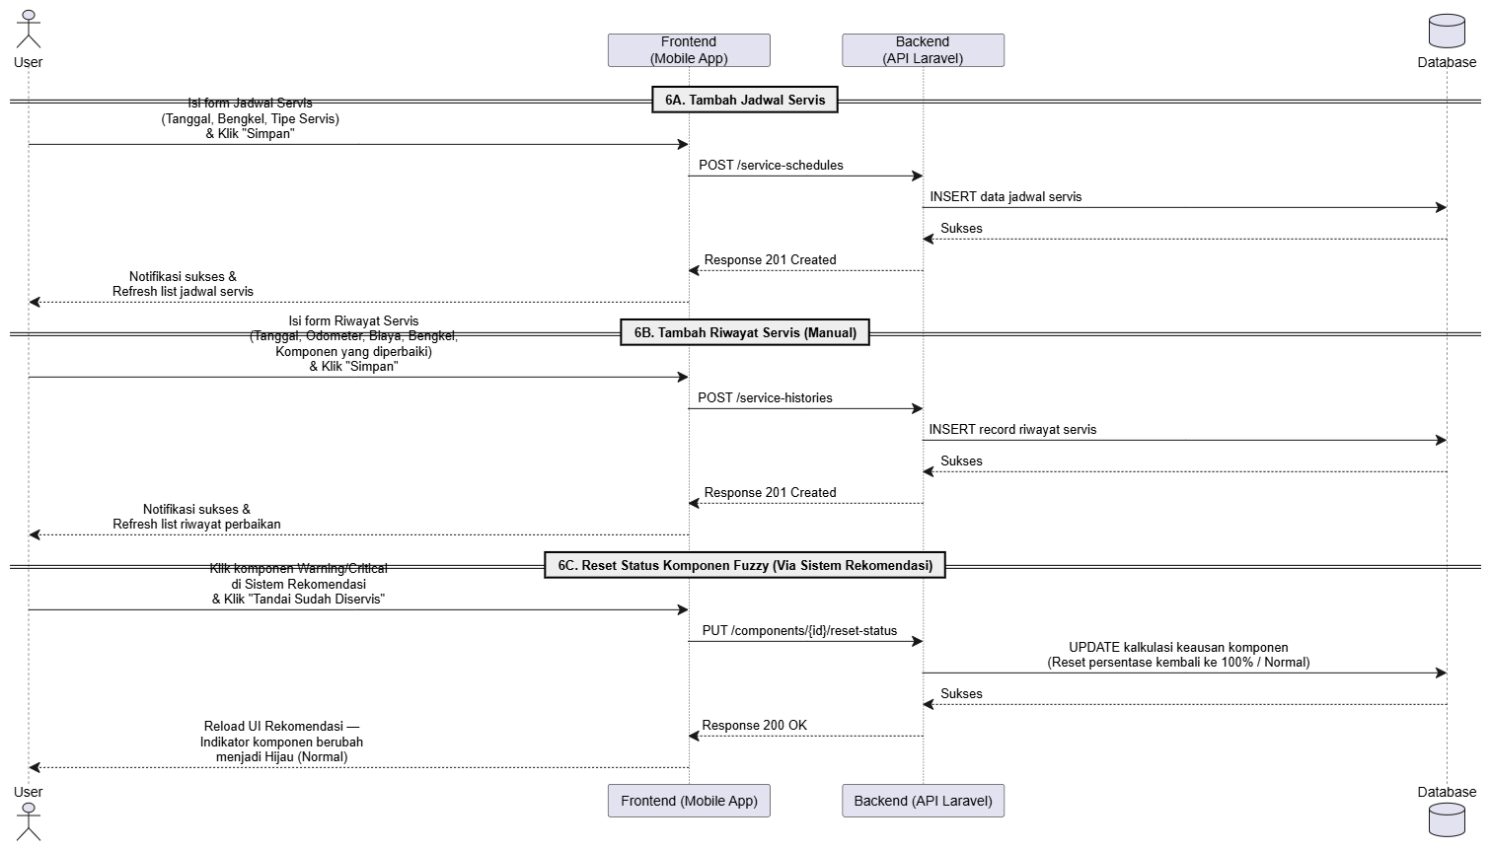 User
Frontend
(Mobile App)
Backend
(API Laravel)
Database
6A. Tambah Jadwal Servis
Isi form Jadwal Servis
(Tanggal, Bengkel, Tipe Servis)
& Klik "Simpan"
POST /service-schedules
INSERT data jadwal servis
Sukses
Response 201 Created
Notifikasi sukses &
Refresh list jadwal servis
6B. Tambah Riwayat Servis (Manual)
Isi form Riwayat Servis
(Tanggal, Odometer, Biaya, Bengkel,
Komponen yang diperbaiki)
& Klik "Simpan"
POST /service-histories
INSERT record riwayat servis
Sukses
Response 201 Created
Notifikasi sukses &
Refresh list riwayat perbaikan
6C. Reset Status Komponen Fuzzy (Via Sistem Rekomendasi)
Klik komponen Warning/Critical
di Sistem Rekomendasi
& Klik "Tandai Sudah Diservis"
PUT /components/{id}/reset-status
UPDATE kalkulasi keausan komponen
(Reset persentase kembali ke 100% / Normal)
Sukses
Response 200 OK
Reload UI Rekomendasi —
Indikator komponen berubah
menjadi Hijau (Normal)
User
Frontend (Mobile App)
Backend (API Laravel)
Database